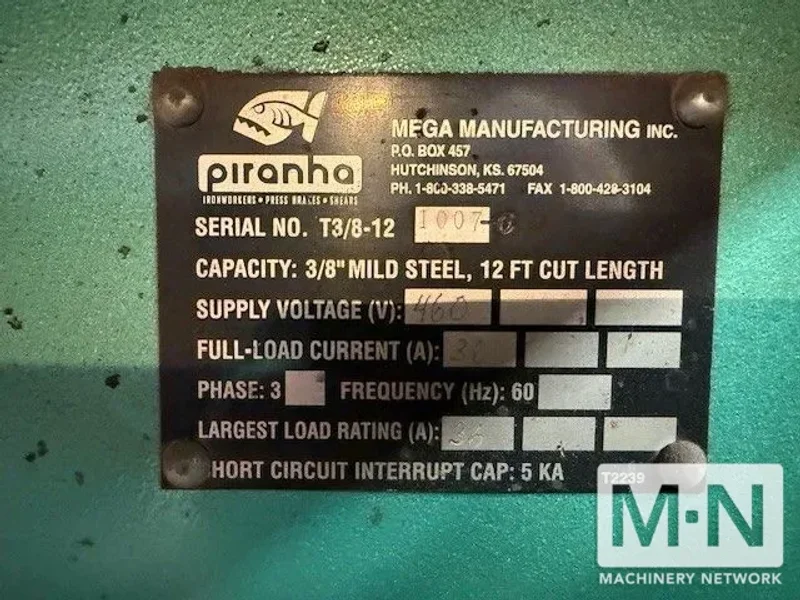 MEGA MANUFACTURING INC.
P.O. BOX 457
HUTCHINSON, KS. 67504
PH. 1-800-338-5471 FAX 1-800-428-3104
piranha
IRONWORKERS • PRESS BRAKES • SHEARS
SERIAL NO. T3/8-12 1007-
CAPACITY: 3/8" MILD STEEL, 12 FT CUT LENGTH
SUPPLY VOLTAGE (V): 460
FULL-LOAD CURRENT (A):
PHASE: 3 FREQUENCY (Hz): 60
LARGEST LOAD RATING (A): 36
HORT CIRCUIT INTERRUPT CAP: 5 KA
T2239
M·N
MACHINERY NETWORK